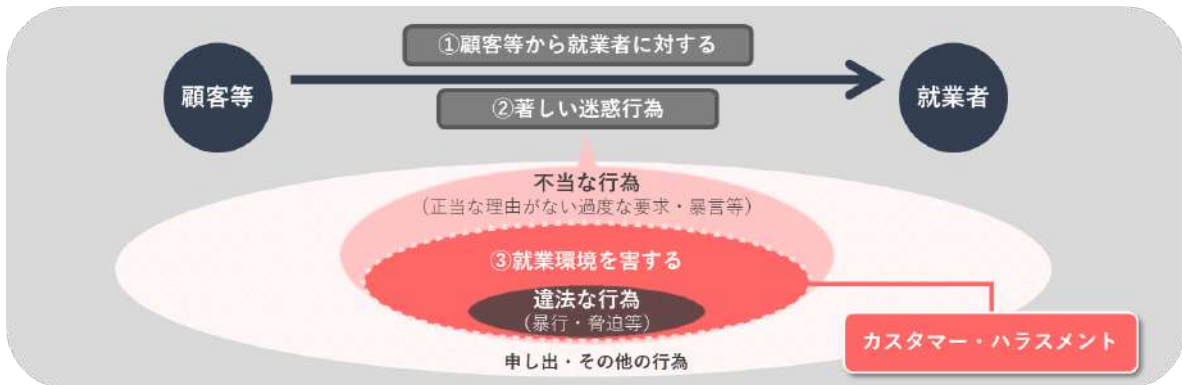 ①顧客等から就業者に対する
顧客等
就業者
②著しい迷惑行為
不当な行為
（正当な理由がない過度な要求・暴言等）
③就業環境を害する
違法な行為
（暴行・脅迫等）
カスタマー・ハラスメント
申し出・その他の行為